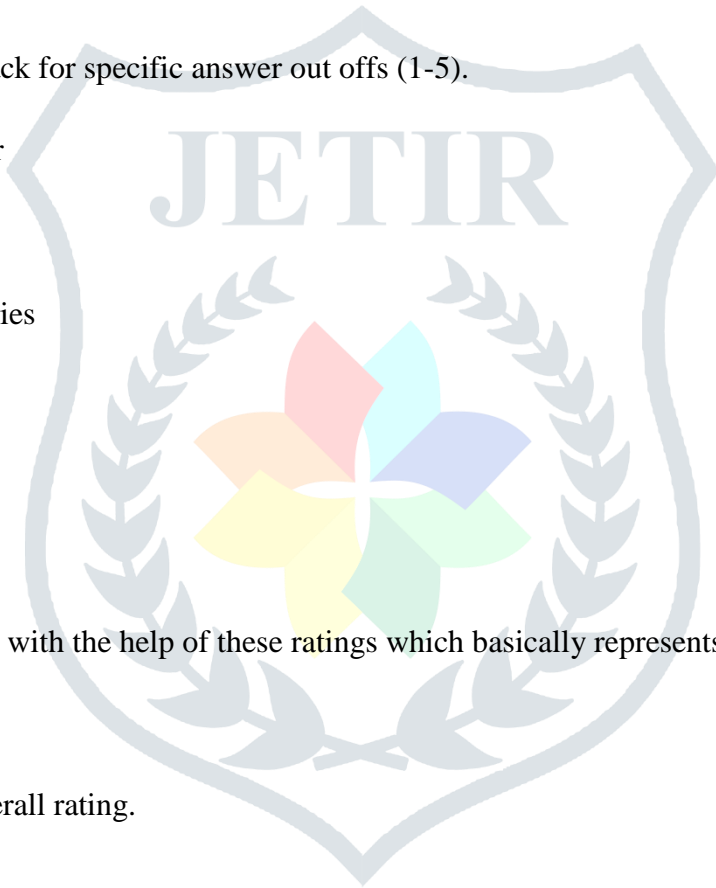 ck for specific answer out offs (1-5).
JETIR
r
ies
with the help of these ratings which basically represents
erall rating.